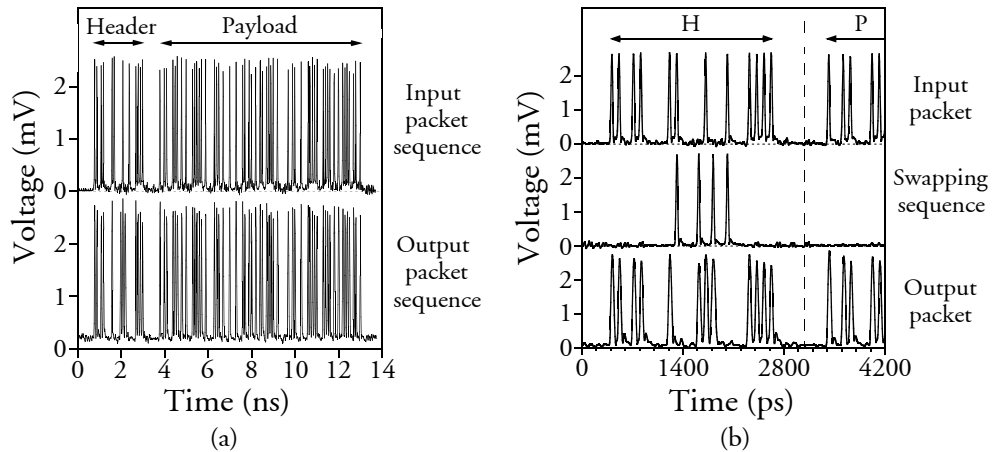 Header
Payload
2
1
0
2
1
0
Voltage (mV)
Input
packet
sequence
Output
packet
sequence
0 2 4 6 8 10 12 14
Time (ns)
(a)
H
P
2
1
0
2
1
0
2
1
0
Voltage (mV)
Input
packet
Swapping
sequence
Output
packet
0 1400 2800 4200
Time (ps)
(b)